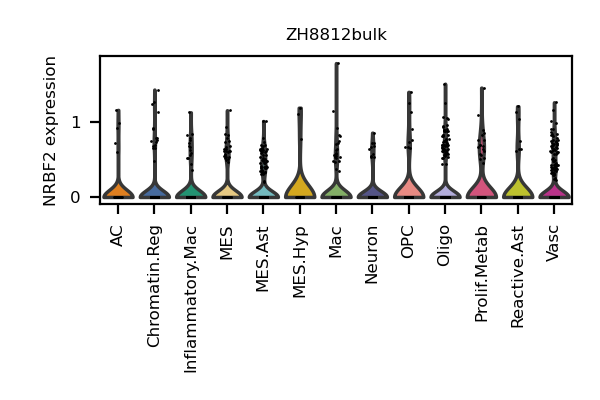 ZH8812bulk
NRBF2 expression
1
0
AC
Chromatin.Reg
Inflammatory.Mac
MES
MES.Ast
MES.Hyp
Mac
Neuron
OPC
Oligo
Prolif.Metab
Reactive.Ast
Vasc